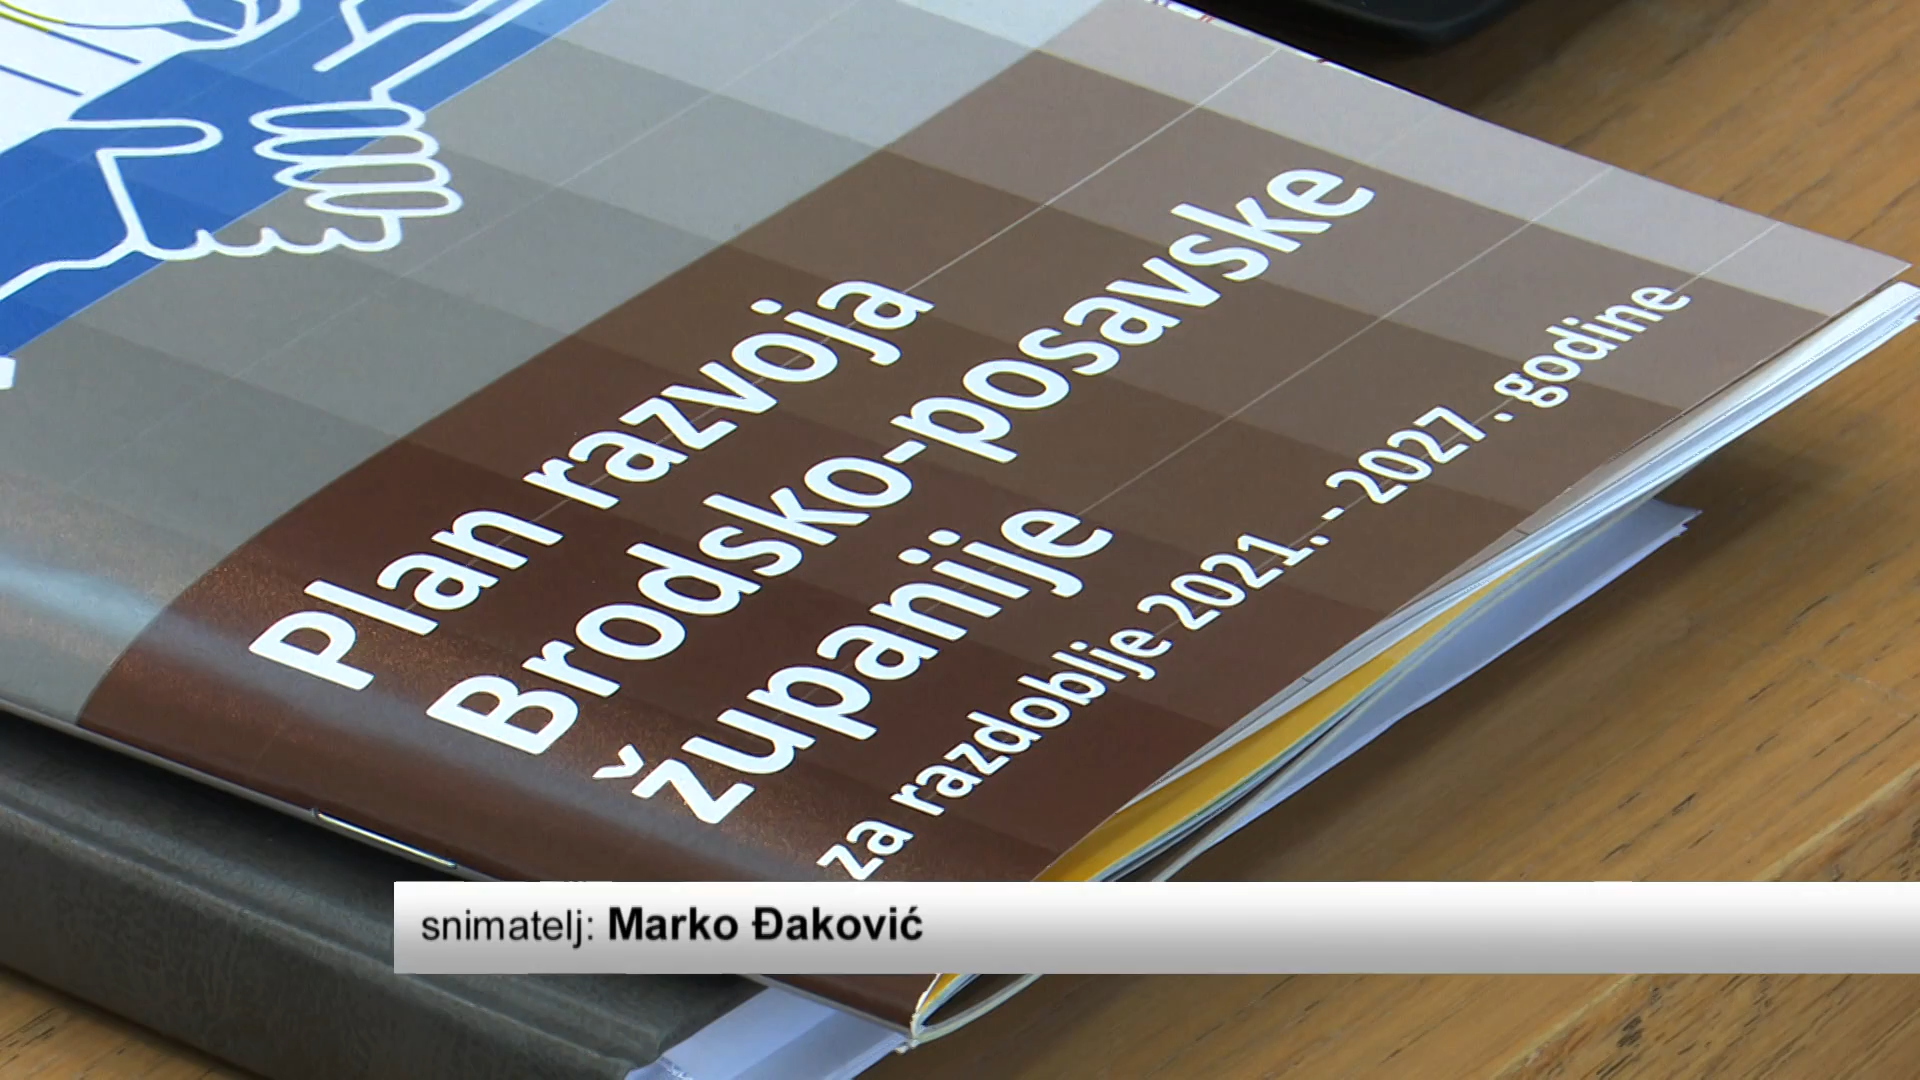 Plan razvoja
Brodsko-posavske
županije
za razdoblje 2021. - 2027 . godine
snimatelj: Marko Đaković